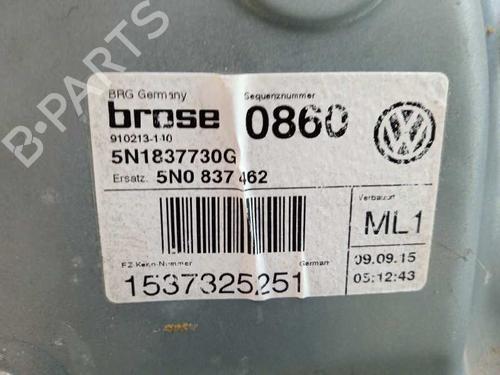 BRG Germany
Sequenznummer
brose
0860
910213-110
5N1837730G
Ersatz. 5N0 837 462
Verbauort
ML1
FZ-Kenn-Nummer
German
09.09.15
05:12:43
1537325251
B-PARTS